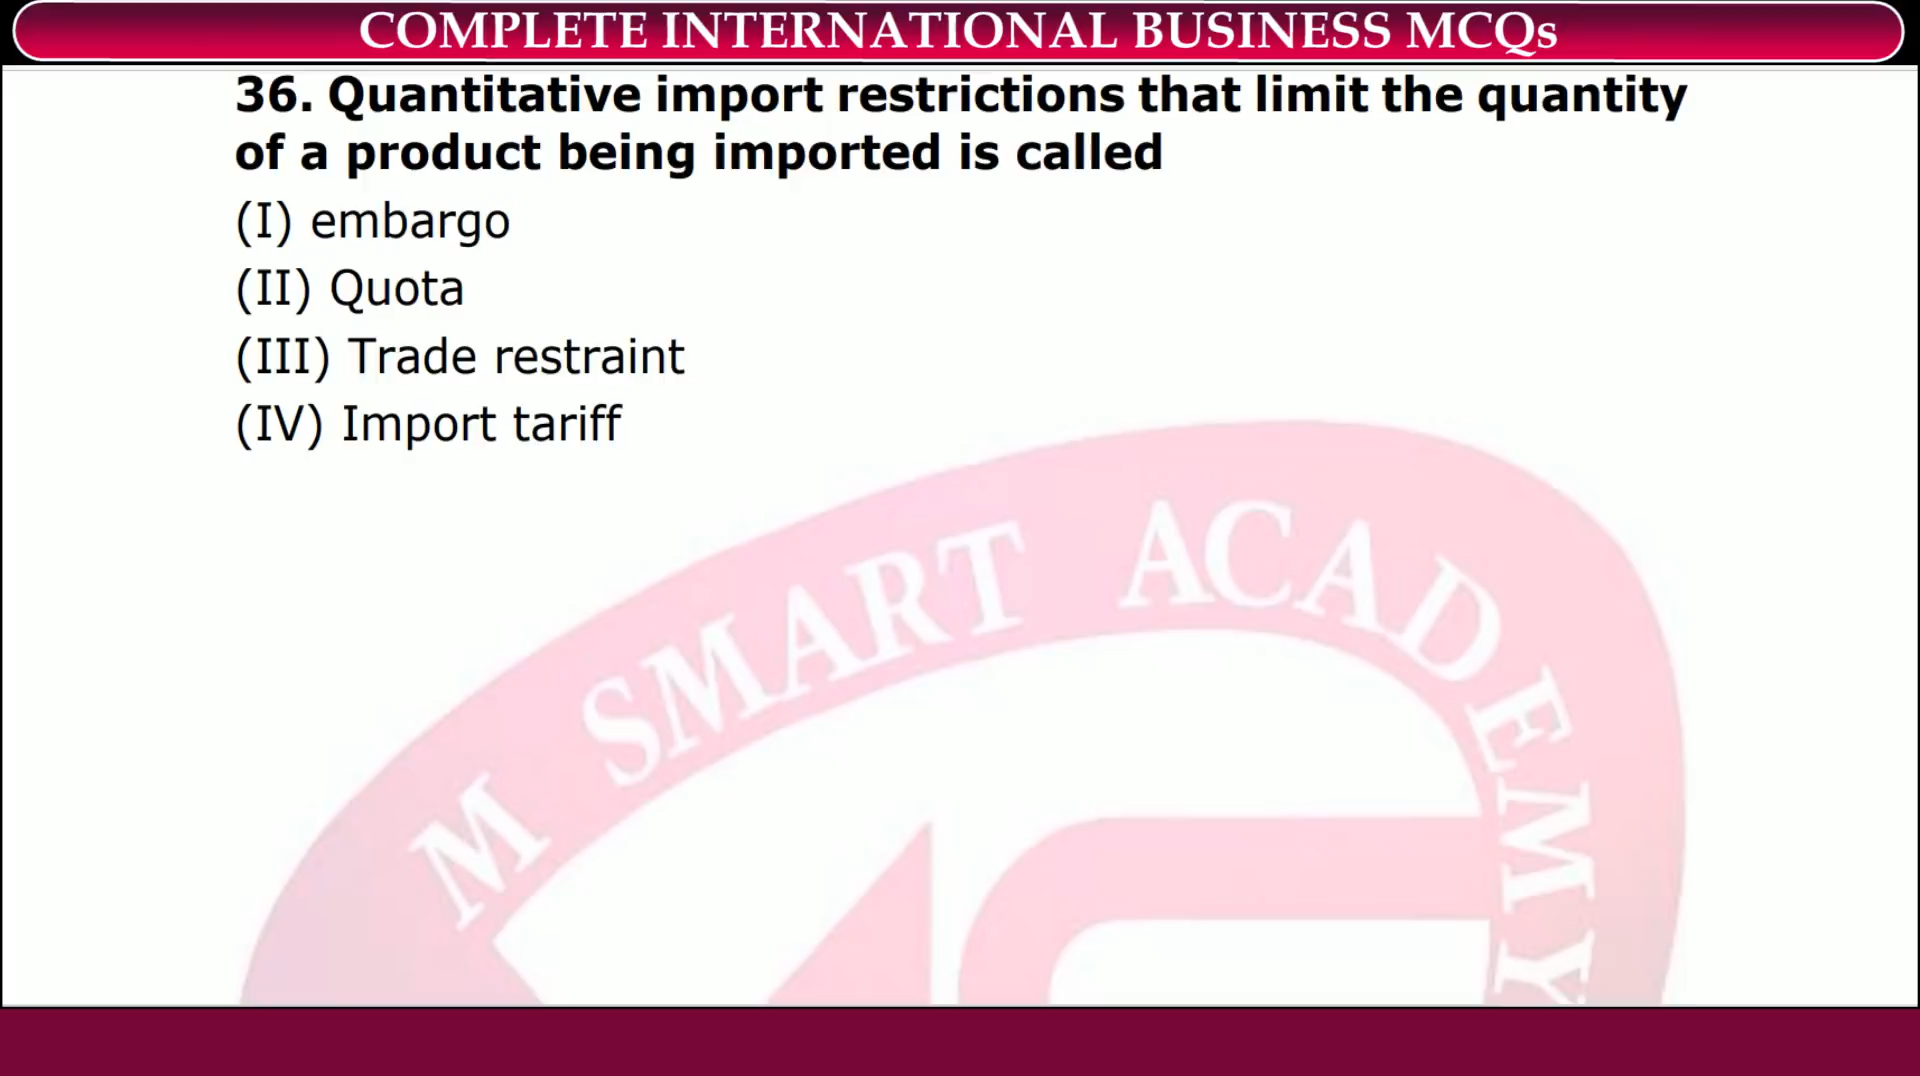 COMPLETE INTERNATIONAL BUSINESS MCQs
36. Quantitative import restrictions that limit the quantity
of a product being imported is called
(I) embargo
(II) Quota
(III) Trade restraint
(IV) Import tariff
M SMART ACADEMY